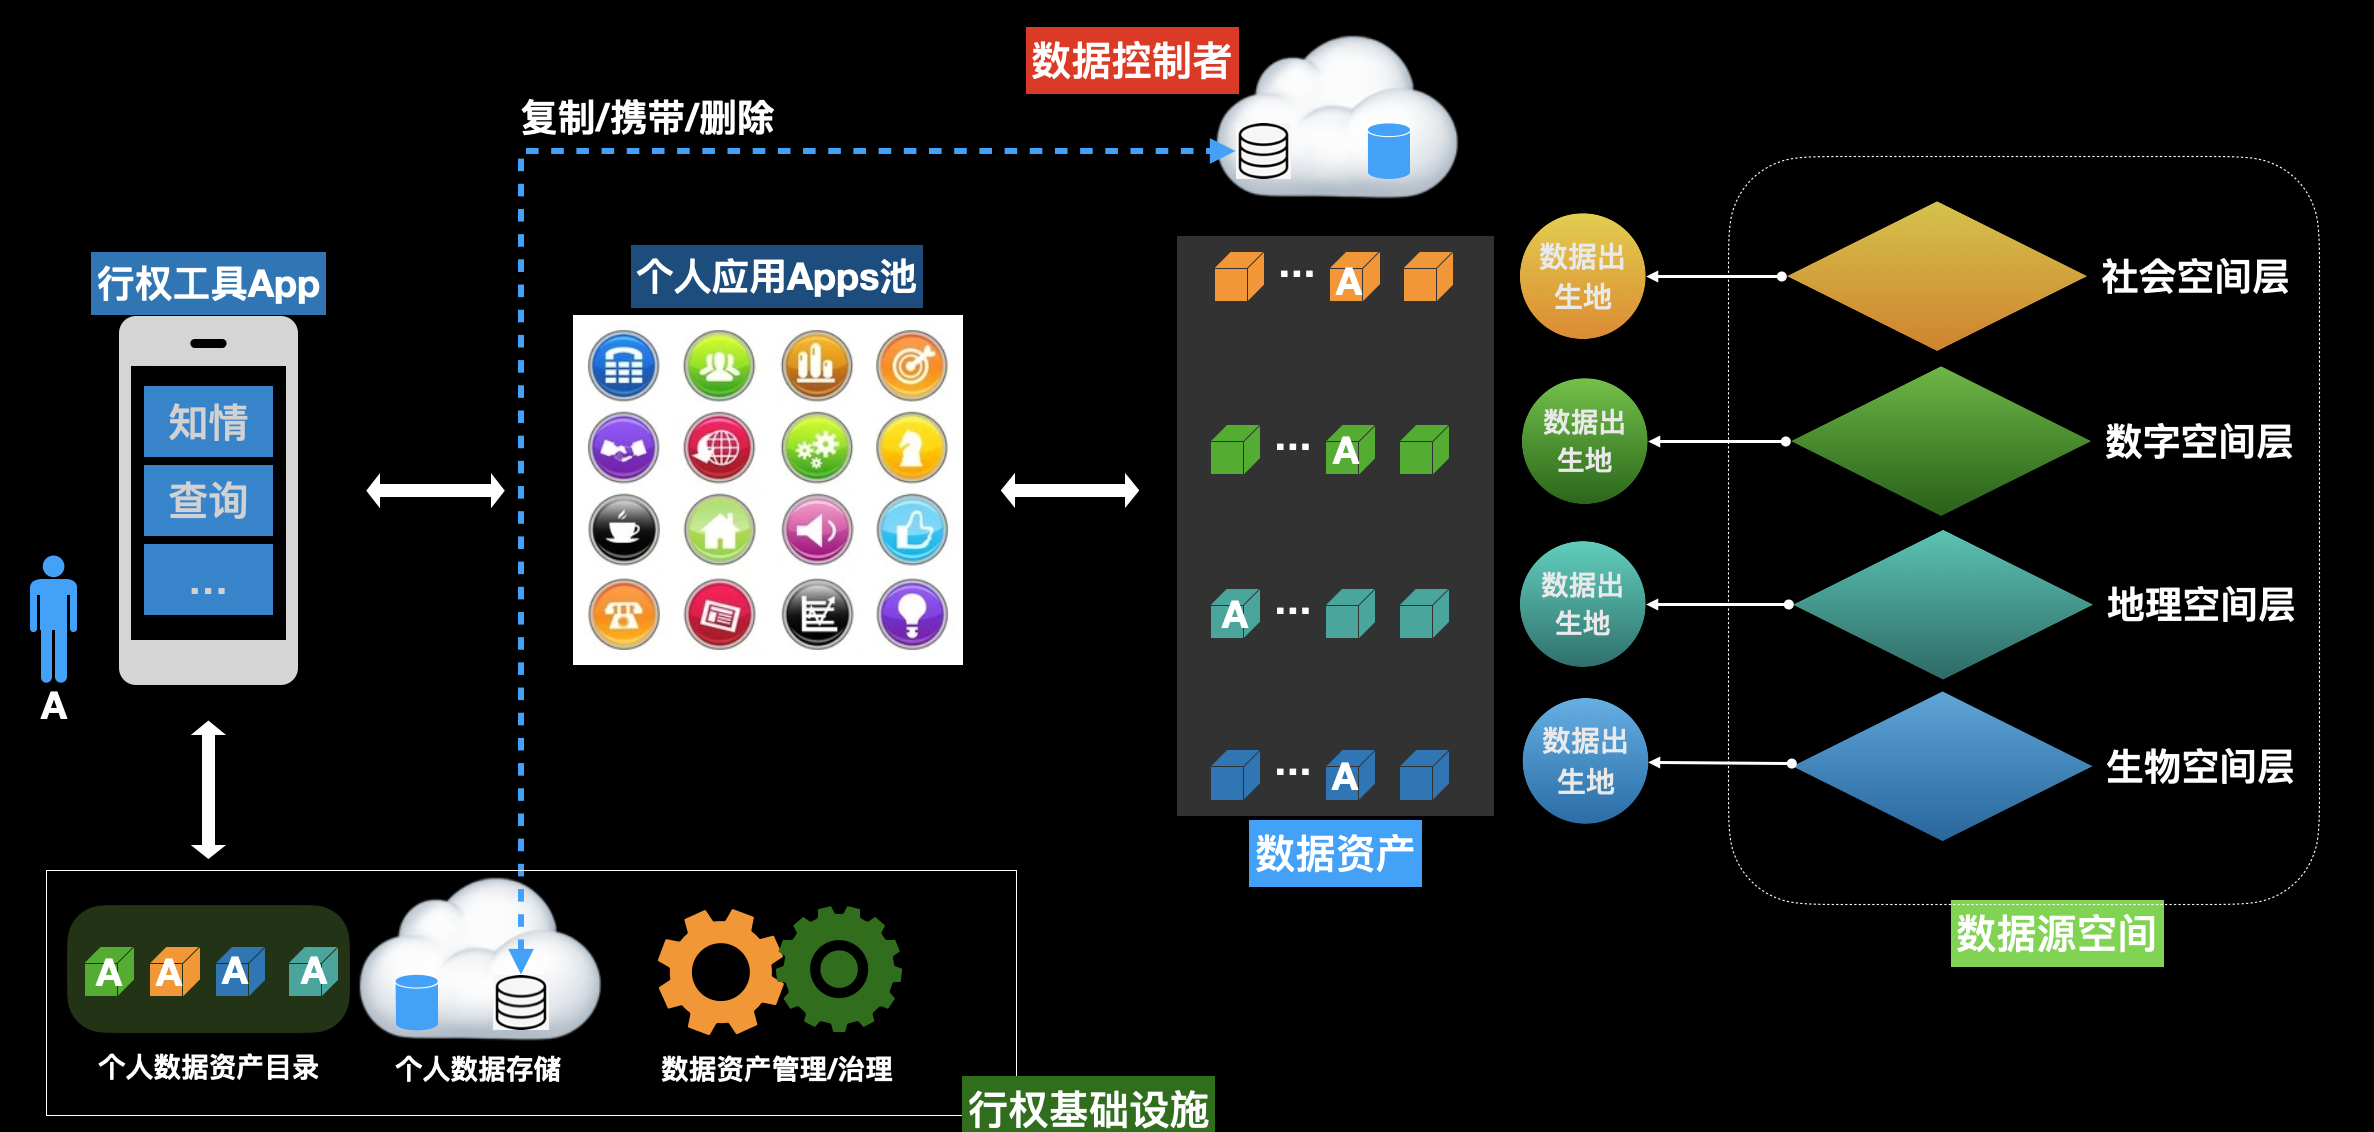 数据控制者
复制/携带/删除
行权工具App
个人应用Apps池
知情
查询
...
A
... A
... A
A ...
... A
数据资产
数据出
生地
数据出
生地
数据出
生地
数据出
生地
社会空间层
数字空间层
地理空间层
生物空间层
数据源空间
A A A A
个人数据资产目录
个人数据存储
数据资产管理/治理
行权基础设施